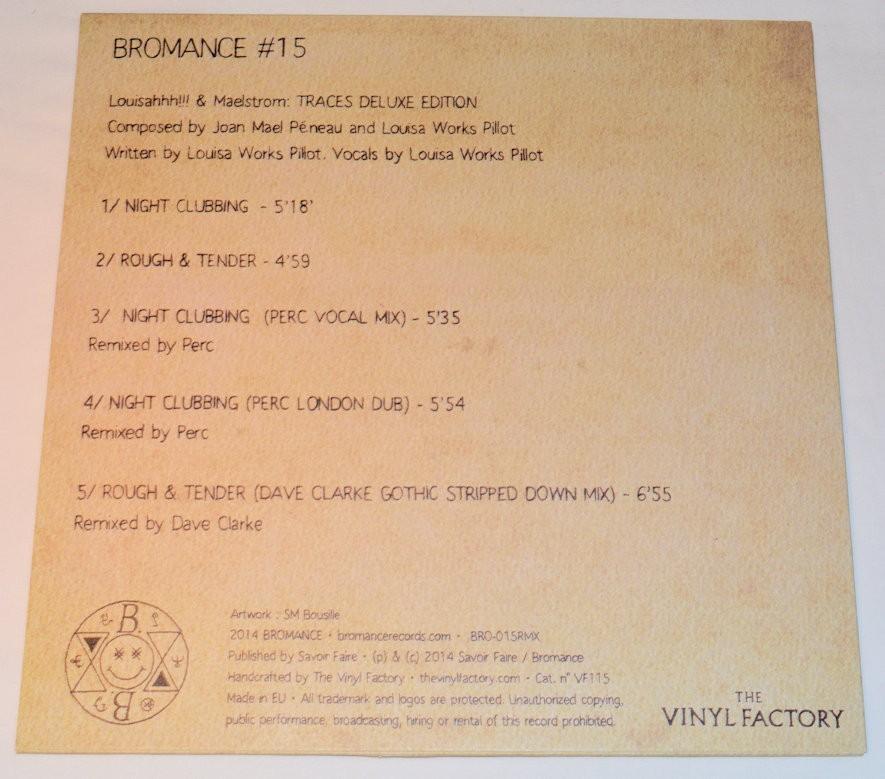 BROMANCE #15
Louisahhh!!! & Maelstrom: TRACES DELUXE EDITION
Composed by Joan Mael Péneau and Louisa Works Pillot
Written by Louisa Works Pillot. Vocals by Louisa Works Pillot
1/ NIGHT CLUBBING - 5'18'
2/ ROUGH & TENDER - 4'59
3/ NIGHT CLUBBING (PERC VOCAL MIX) - 5'35
Remixed by Perc
4/ NIGHT CLUBBING (PERC LONDON DUB) - 5'54
Remixed by Perc
5/ ROUGH & TENDER (DAVE CLARKE GOTHIC STRIPPED DOWN MIX) - 6'55
Remixed by Dave Clarke
B.
B.
Artwork : SM Bousille
2014 BROMANCE • bromancerecords.com • BRO-015RMX
Published by Savoir Faire • (p) & (c) 2014 Savoir Faire / Bromance
Handcrafted by The Vinyl Factory • thevinylfactory.com • Cat. n° VF115
Made in EU • All trademark and logos are protected. Unauthorized copying,
public performance, broadcasting, hiring or rental of this record prohibited.
THE
VINYL FACTORY